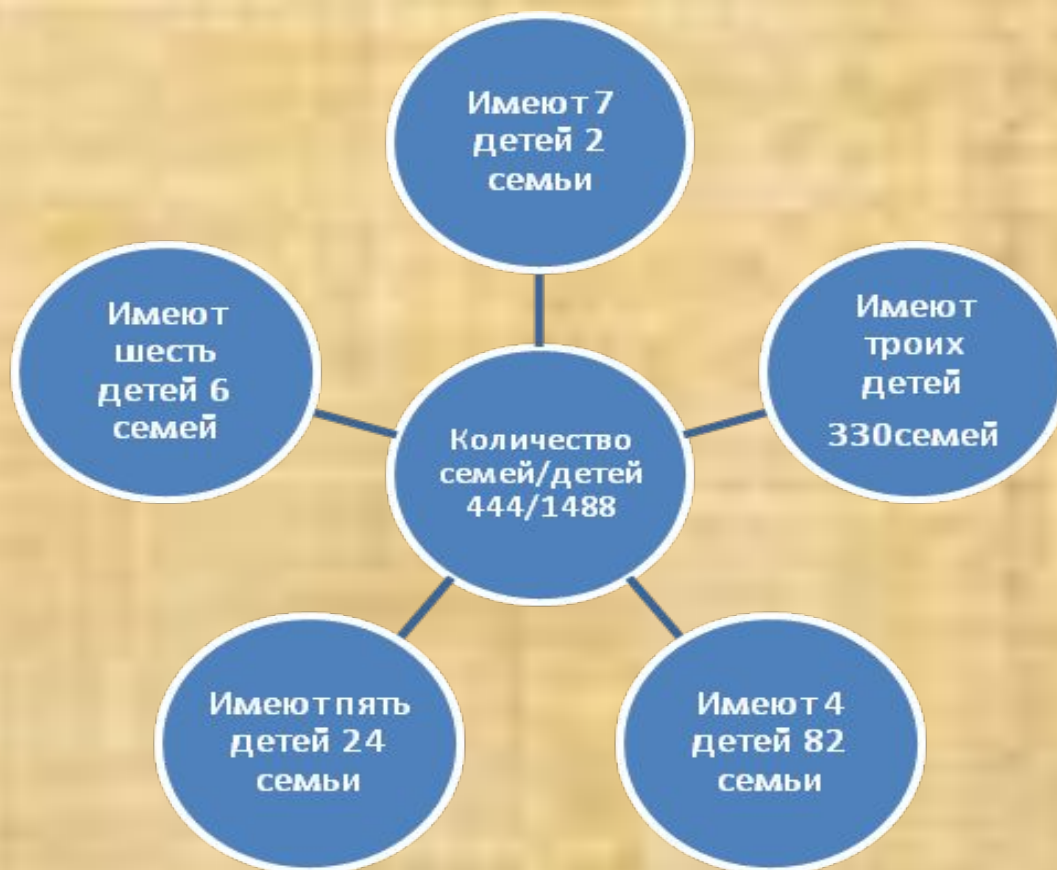 Имеют 7
детей 2
семьи
Имеют
шесть
детей 6
семей
Имеют
троих
детей
330семей
Количество
семей/детей
444/1488
Имеют пять
детей 24
семьи
Имеют 4
детей 82
семьи